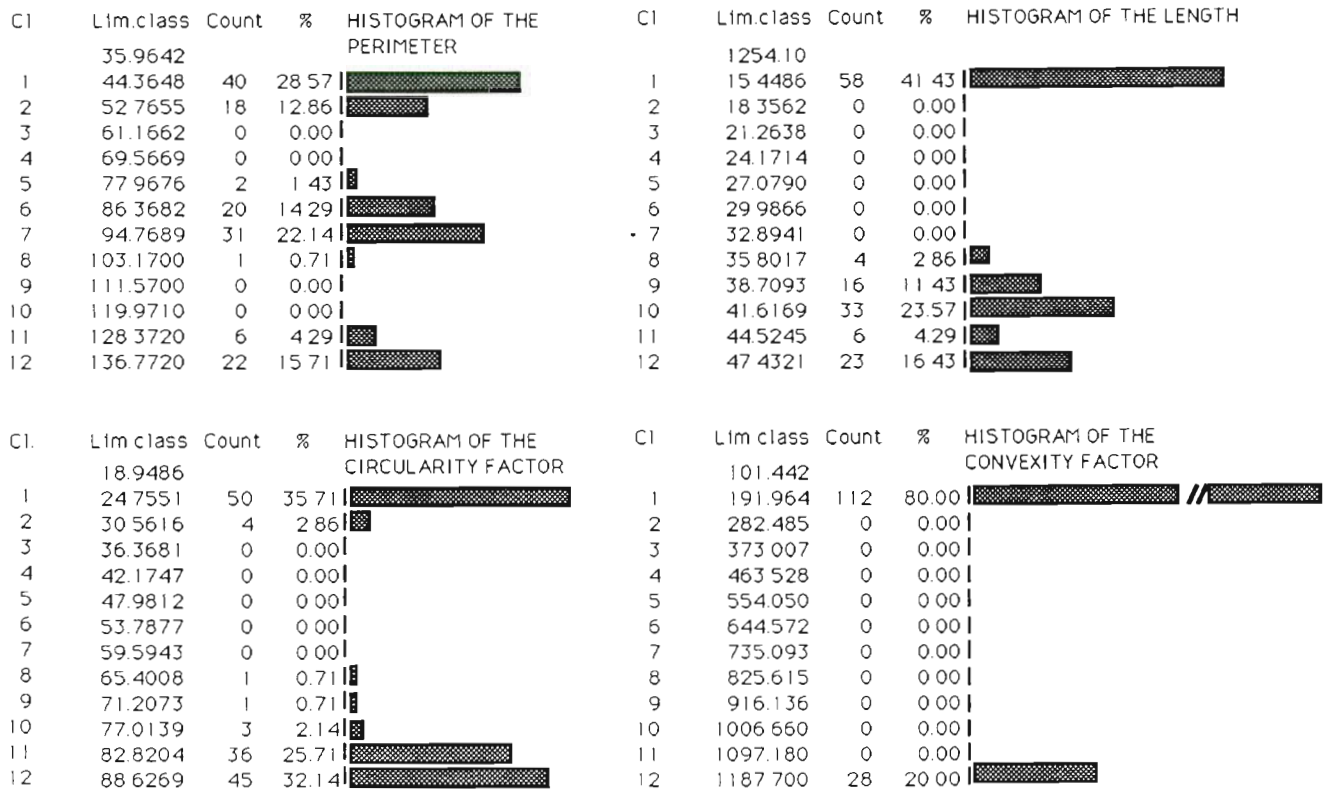 Cl Lim.class Count % HISTOGRAM OF THE
PERIMETER
35.9642
1 44.3648 40 28 57
2 52 7655 18 12.86
3 61.1662 0 0.00
4 69.5669 0 0 00
5 77 9676 2 1 43
6 86 3682 20 14 29
7 94.7689 31 22.14
8 103.1700 1 0.71
9 111.5700 0 0.00
10 119.9710 0 0 00
11 128 3720 6 4 29
12 136.7720 22 15 71
Cl Lim.class Count % HISTOGRAM OF THE LENGTH
1254.10
1 15 4486 58 41 43
2 18 3562 0 0.00
3 21.2638 0 0.00
4 24.1714 0 0 00
5 27.0790 0 0.00
6 29 9866 0 0.00
7 32.8941 0 0.00
8 35 8017 4 2 86
9 38.7093 16 11 43
10 41.6169 33 23.57
11 44.5245 6 4.29
12 47 4321 23 16 43
Cl. Lim class Count % HISTOGRAM OF THE
CIRCULARITY FACTOR
18.9486
1 24 7551 50 35 71
2 30 5616 4 2 86
3 36.3681 0 0.00
4 42.1747 0 0.00
5 47.9812 0 0 00
6 53.7877 0 0 00
7 59.5943 0 0 00
8 65.4008 1 0.71
9 71.2073 1 0.71
10 77.0139 3 2.14
11 82.8204 36 25.71
12 88 6269 45 32.14
Cl Lim class Count % HISTOGRAM OF THE
CONVEXITY FACTOR
101.442
1 191.964 112 80.00
2 282.485 0 0.00
3 373 007 0 0.00
4 463 528 0 0.00
5 554.050 0 0 00
6 644.572 0 0.00
7 735.093 0 0.00
8 825.615 0 0 00
9 916.136 0 0 00
10 1006 660 0 0.00
11 1097.180 0 0.00
12 1187 700 28 20 00